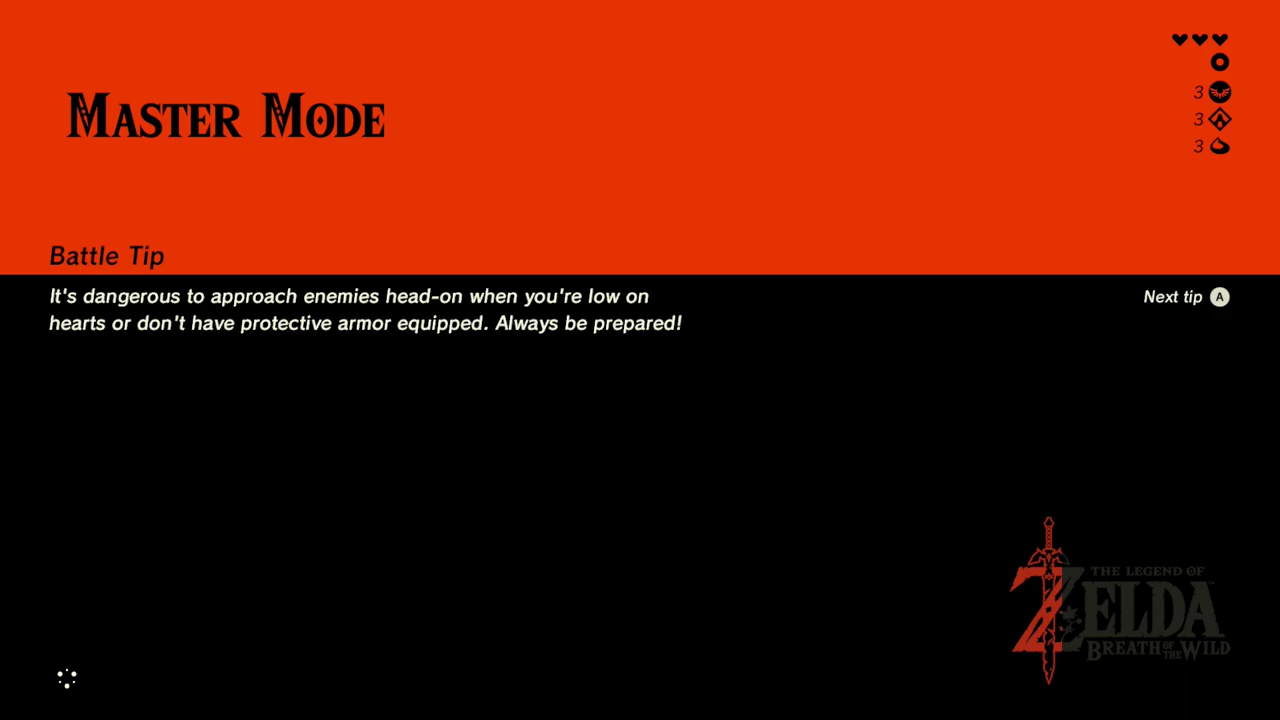 Master Mode
3
3
3
Battle Tip
It's dangerous to approach enemies head-on when you're low on
hearts or don't have protective armor equipped. Always be prepared!
Next tip A
THE LEGEND OF
ZELDA
BREATH OF THE WILD